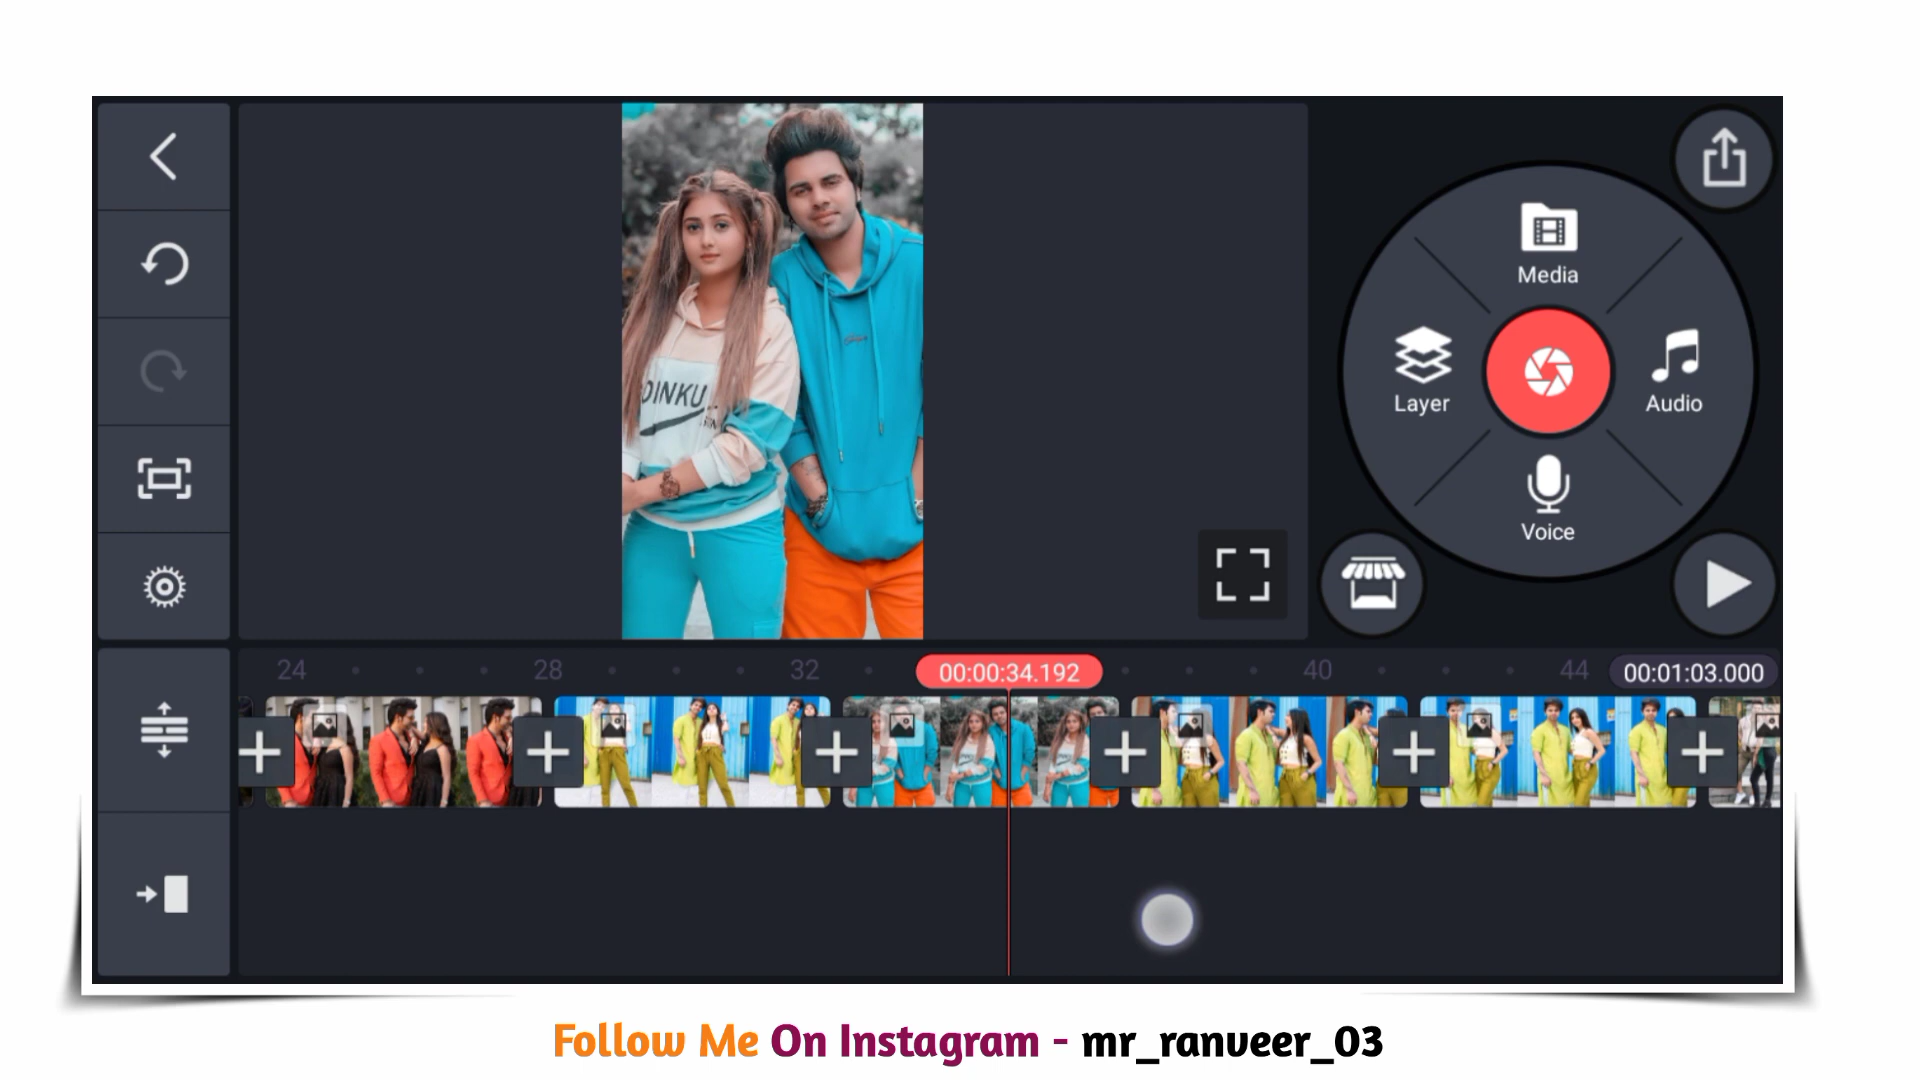 Media
Layer
Audio
Voice
24
28
32
00:00:34.192
40
44
00:01:03.000
OINKU
Follow Me On Instagram - mr_ranveer_03